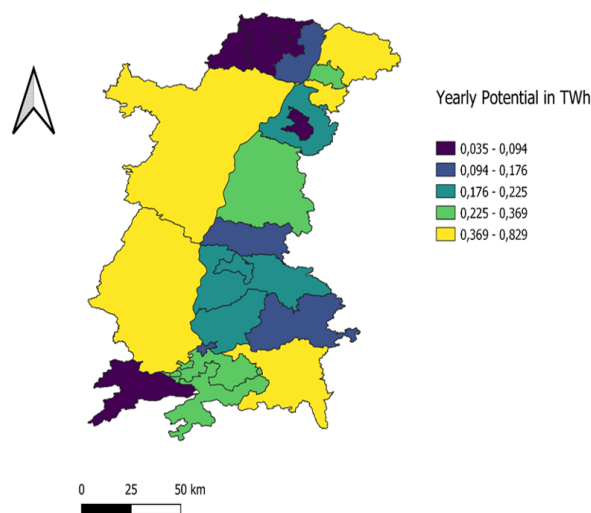 Yearly Potential in TWh
0,035 - 0,094
0,094 - 0,176
0,176 - 0,225
0,225 - 0,369
0,369 - 0,829
0 25 50 km